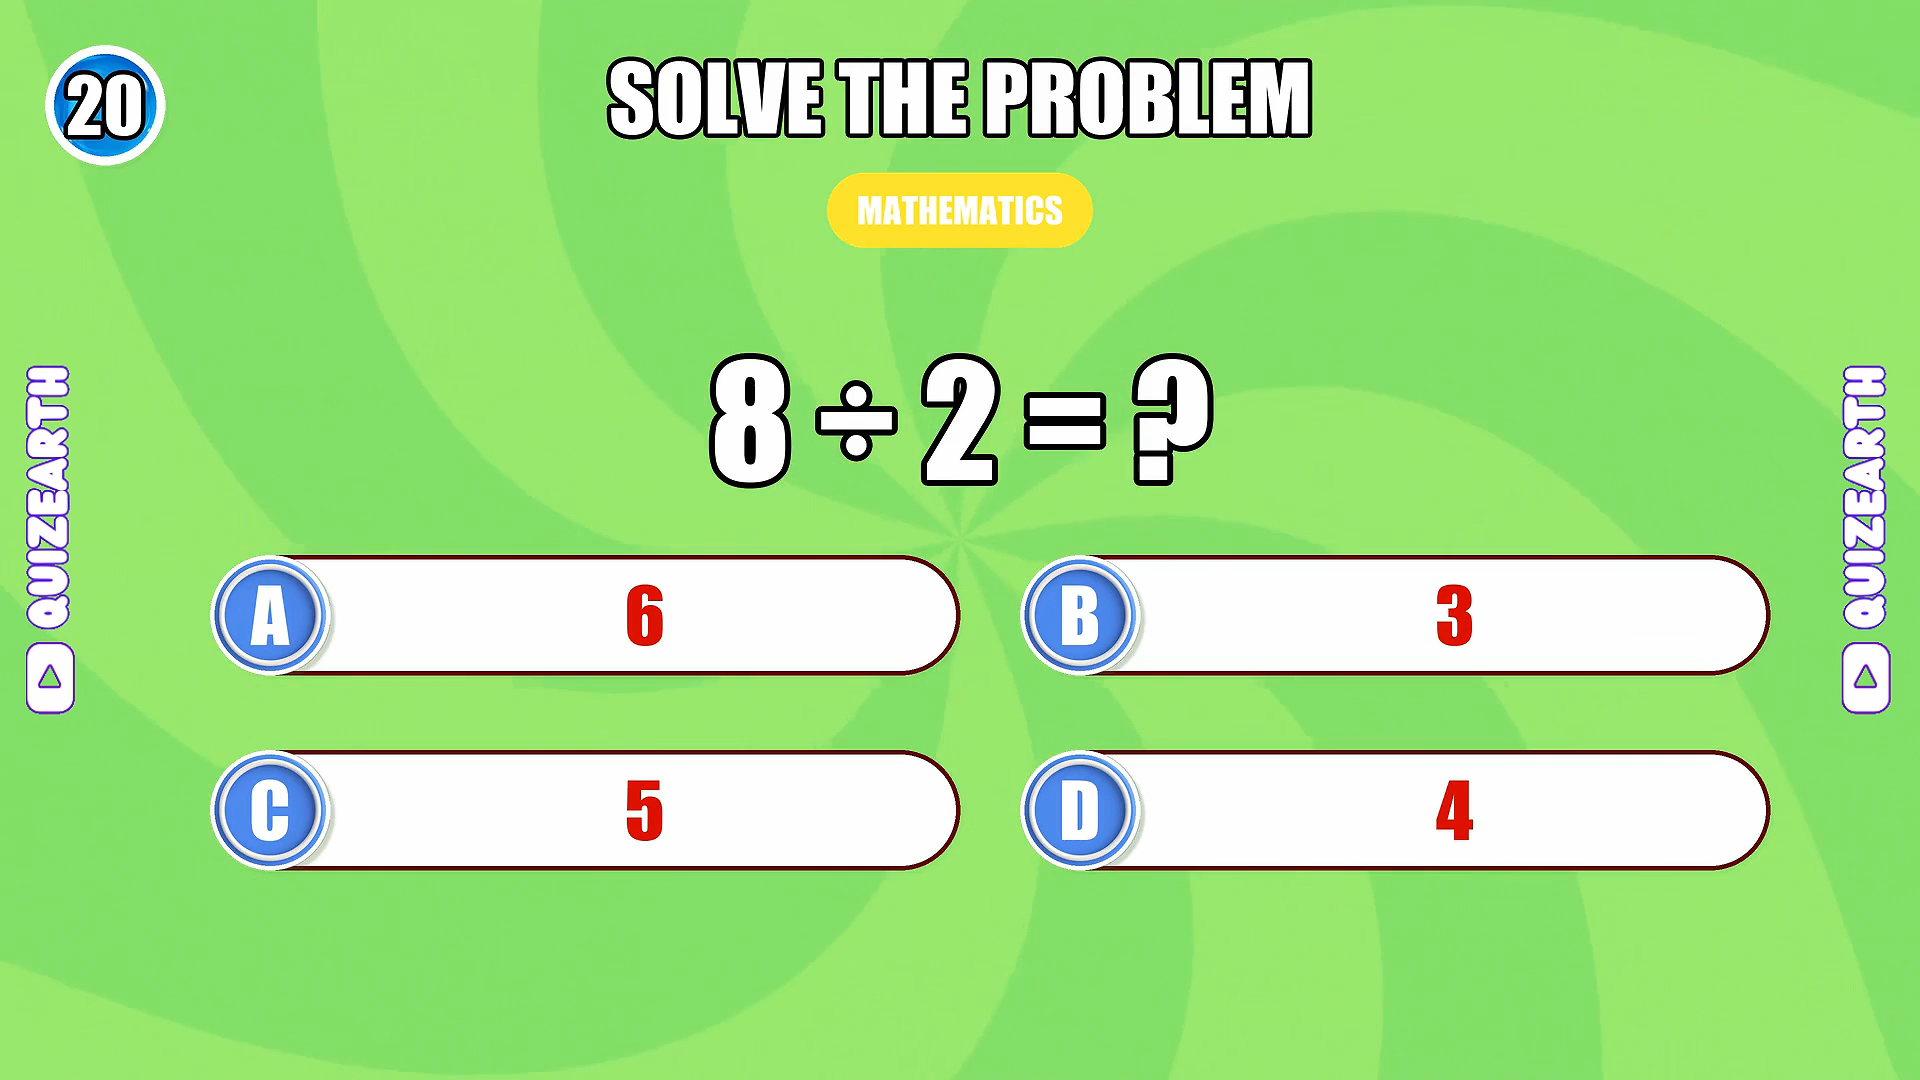 20
SOLVE THE PROBLEM
MATHEMATICS
8 ÷ 2 = ?
A 6
B 3
C 5
D 4
QUIZEARTH
QUIZEARTH